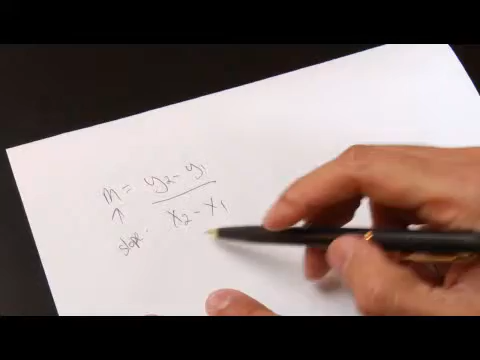 m = y2 - y1
x2 - x1
↑
slope